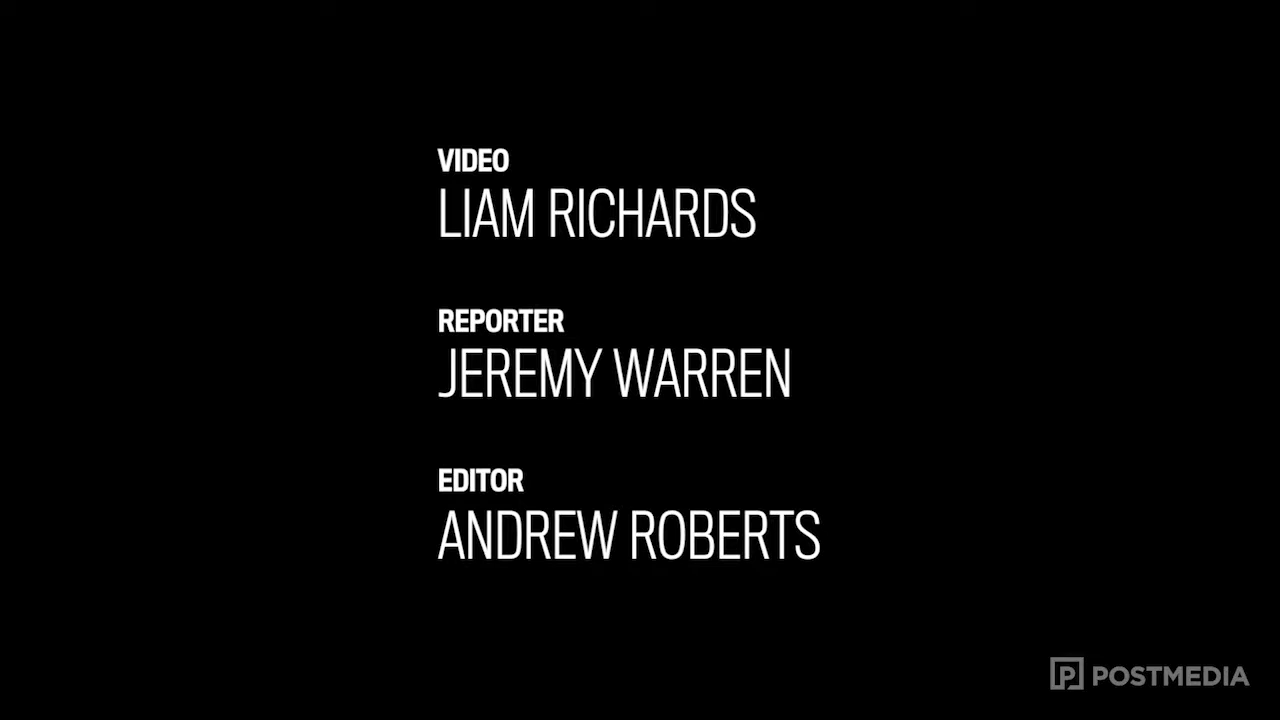 VIDEO
LIAM RICHARDS
REPORTER
JEREMY WARREN
EDITOR
ANDREW ROBERTS
P POSTMEDIA